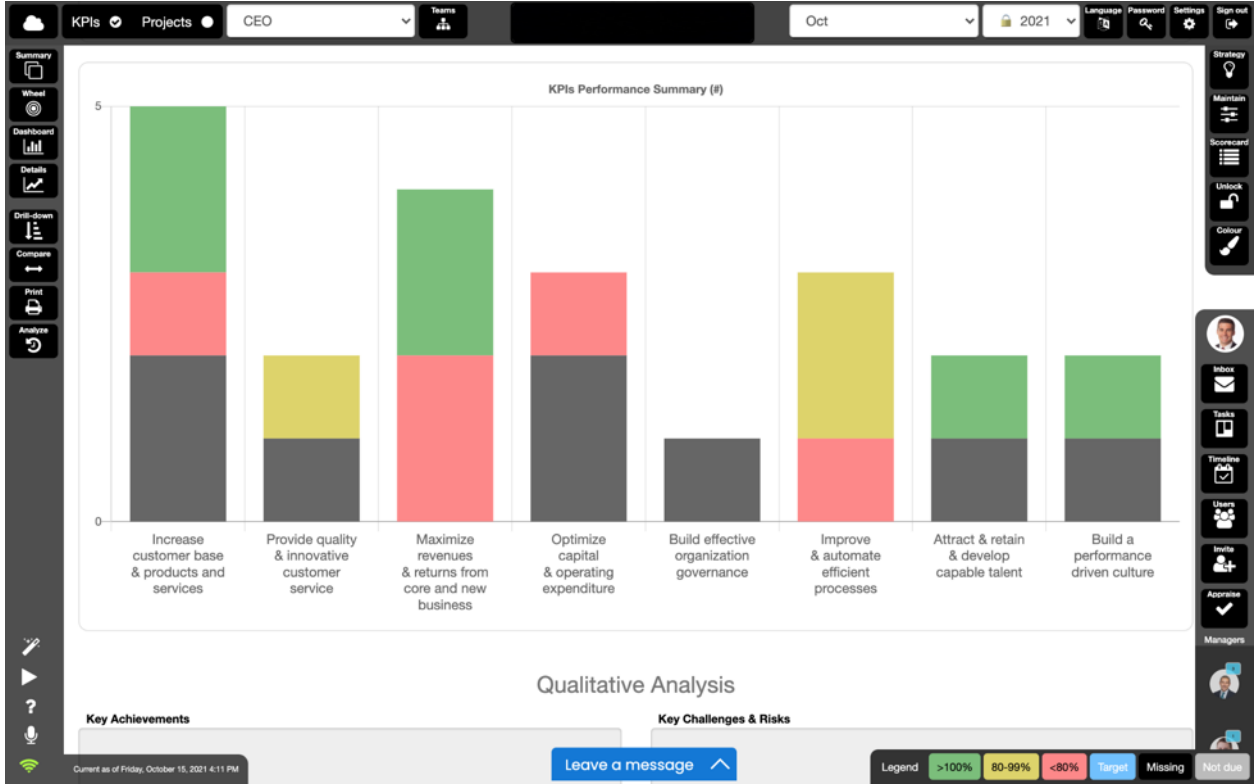 KPIs
Projects
CEO
Teams
Oct
2021
Language
Password
Settings
Sign out
Summary
Wheel
Dashboard
Details
Drill-down
Compare
Print
Analyze
Strategy
Maintain
Scorecard
Unlock
Colour
Inbox
Tasks
Timeline
Users
Invite
Appraise
Managers
KPIs Performance Summary (#)
5
0
Increase
customer base
& products and
services
Provide quality
& innovative
customer
service
Maximize
revenues
& returns from
core and new
business
Optimize
capital
& operating
expenditure
Build effective
organization
governance
Improve
& automate
efficient
processes
Attract & retain
& develop
capable talent
Build a
performance
driven culture
Qualitative Analysis
Key Achievements
Key Challenges & Risks
Current as of Friday, October 15, 2021 4:11 PM
Leave a message
Legend
>100%
80-99%
<80%
Target
Missing
Not due